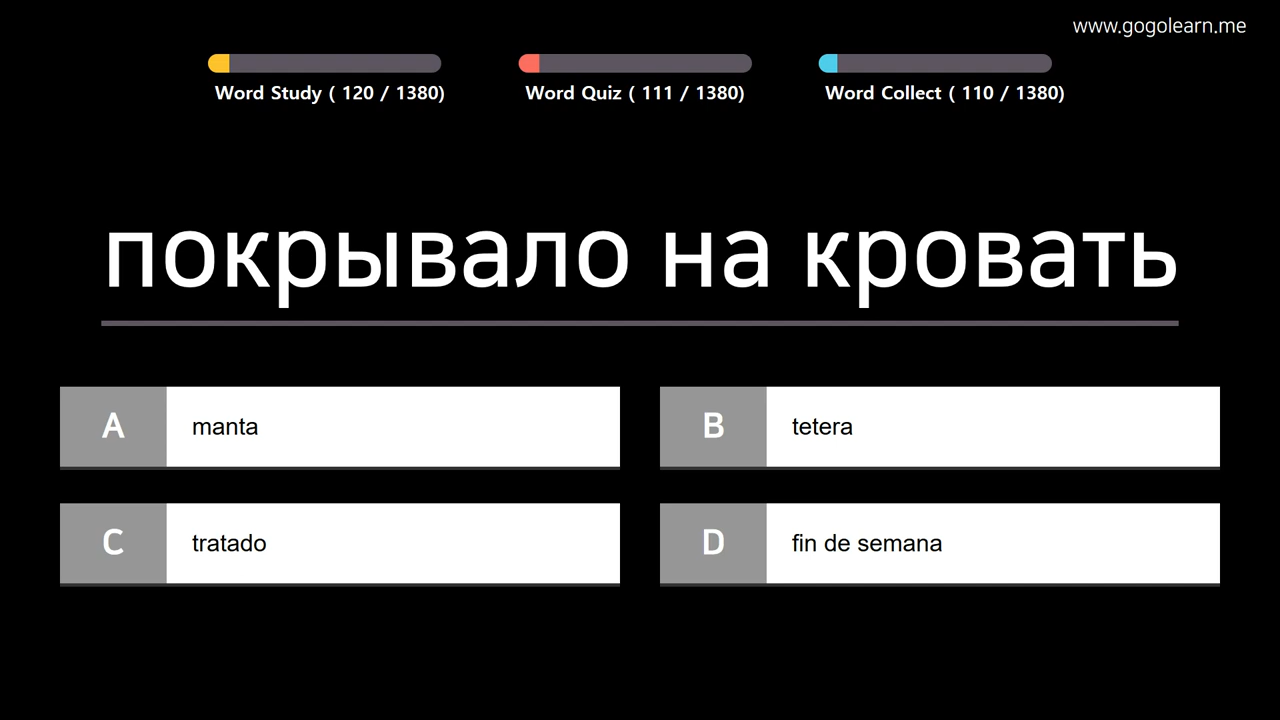 www.gogolearn.me
Word Study ( 120 / 1380)
Word Quiz ( 111 / 1380)
Word Collect ( 110 / 1380)
покрывало на кровать
A manta
B tetera
C tratado
D fin de semana